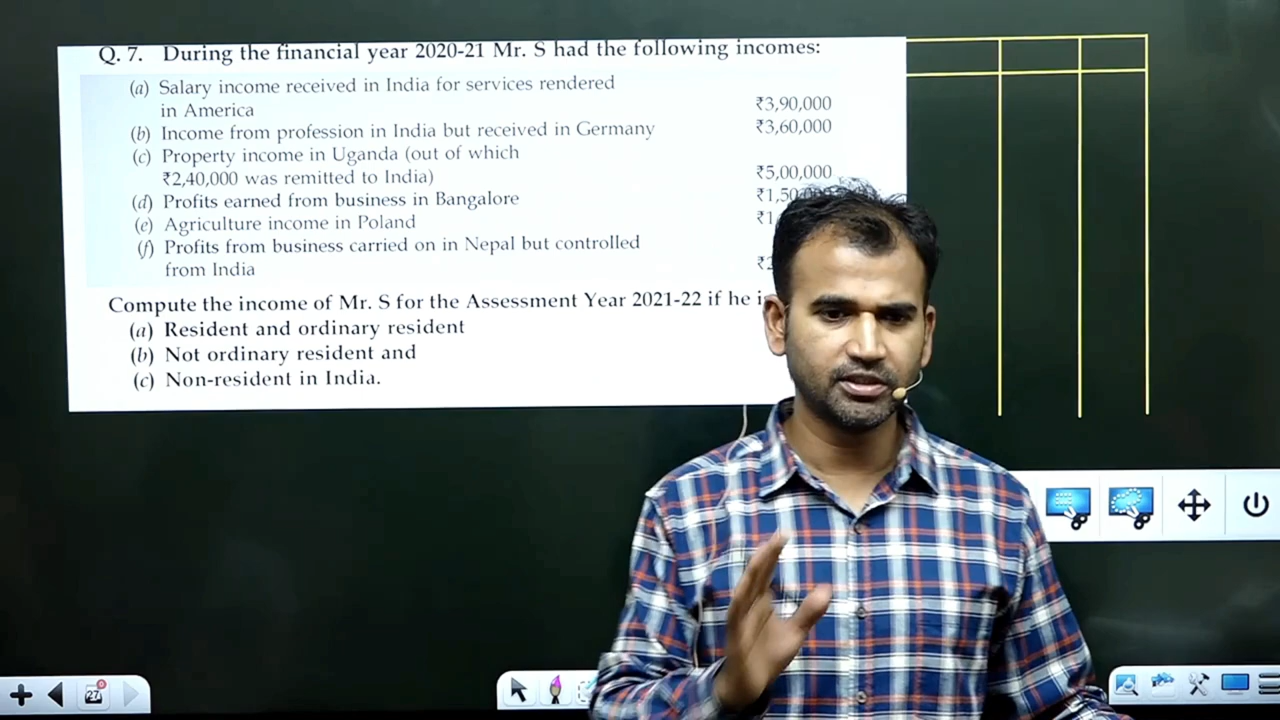 Q. 7. During the financial year 2020-21 Mr. S had the following incomes:
(a) Salary income received in India for services rendered
in America ₹3,90,000
(b) Income from profession in India but received in Germany ₹3,60,000
(c) Property income in Uganda (out of which
₹2,40,000 was remitted to India) ₹5,00,000
(d) Profits earned from business in Bangalore
(e) Agriculture income in Poland
(f) Profits from business carried on in Nepal but controlled
from India
Compute the income of Mr. S for the Assessment Year 2021-22 if he
(a) Resident and ordinary resident
(b) Not ordinary resident and
(c) Non-resident in India.
27